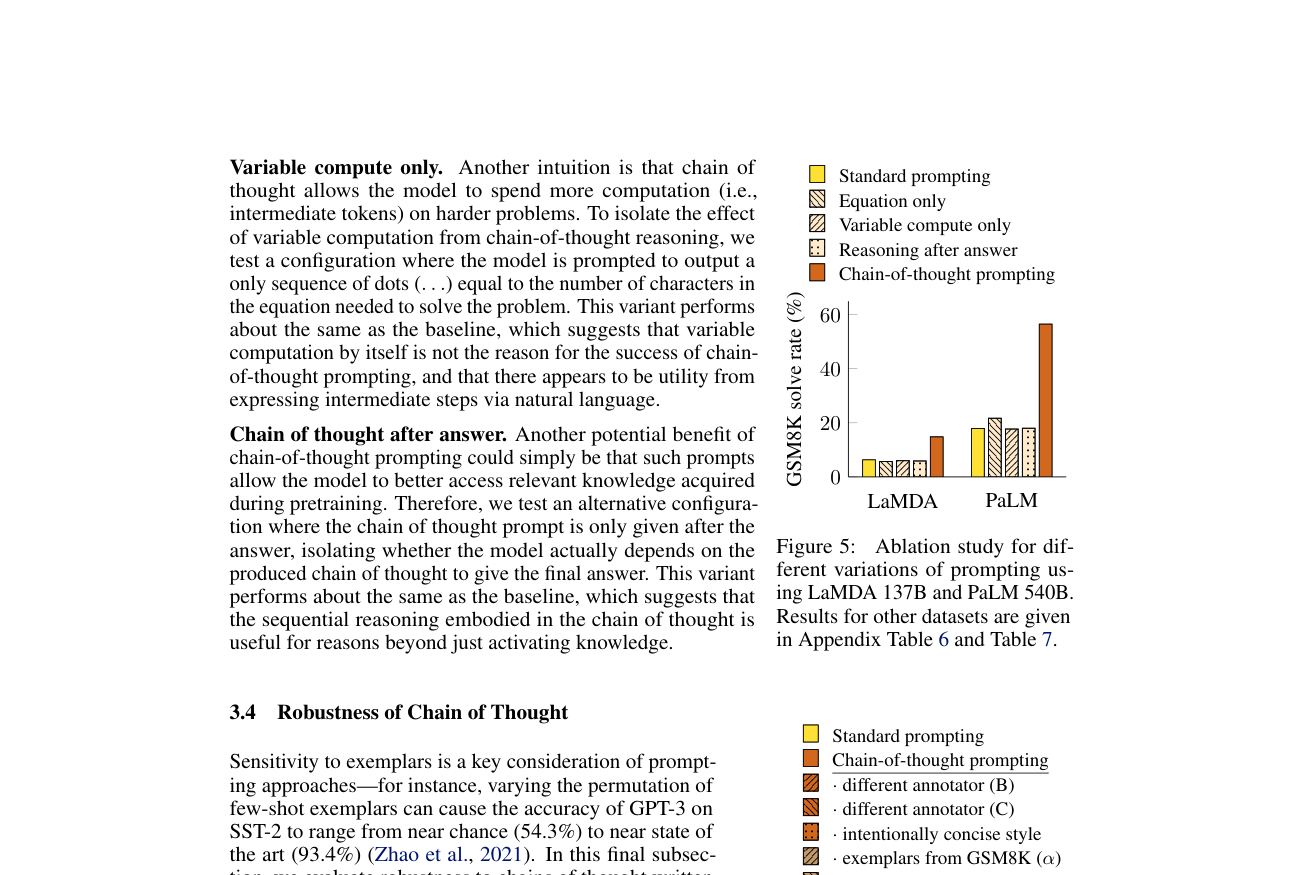 Variable compute only. Another intuition is that chain of
thought allows the model to spend more computation (i.e.,
intermediate tokens) on harder problems. To isolate the effect
of variable computation from chain-of-thought reasoning, we
test a configuration where the model is prompted to output a
only sequence of dots (. . .) equal to the number of characters in
the equation needed to solve the problem. This variant performs
about the same as the baseline, which suggests that variable
computation by itself is not the reason for the success of chain-
of-thought prompting, and that there appears to be utility from
expressing intermediate steps via natural language.
Chain of thought after answer. Another potential benefit of
chain-of-thought prompting could simply be that such prompts
allow the model to better access relevant knowledge acquired
during pretraining. Therefore, we test an alternative configura-
tion where the chain of thought prompt is only given after the
answer, isolating whether the model actually depends on the
produced chain of thought to give the final answer. This variant
performs about the same as the baseline, which suggests that
the sequential reasoning embodied in the chain of thought is
useful for reasons beyond just activating knowledge.
Standard prompting
Equation only
Variable compute only
Reasoning after answer
Chain-of-thought prompting
GSM8K solve rate (%)
60
40
20
0
LaMDA
PaLM
Figure 5: Ablation study for dif-
ferent variations of prompting us-
ing LaMDA 137B and PaLM 540B.
Results for other datasets are given
in Appendix Table 6 and Table 7.
3.4 Robustness of Chain of Thought
Sensitivity to exemplars is a key consideration of prompt-
ing approaches—for instance, varying the permutation of
few-shot exemplars can cause the accuracy of GPT-3 on
SST-2 to range from near chance (54.3%) to near state of
the art (93.4%) (Zhao et al., 2021). In this final subsec-
tion, we evaluate robustness to chains of thought written
Standard prompting
Chain-of-thought prompting
· different annotator (B)
· different annotator (C)
· intentionally concise style
· exemplars from GSM8K (α)